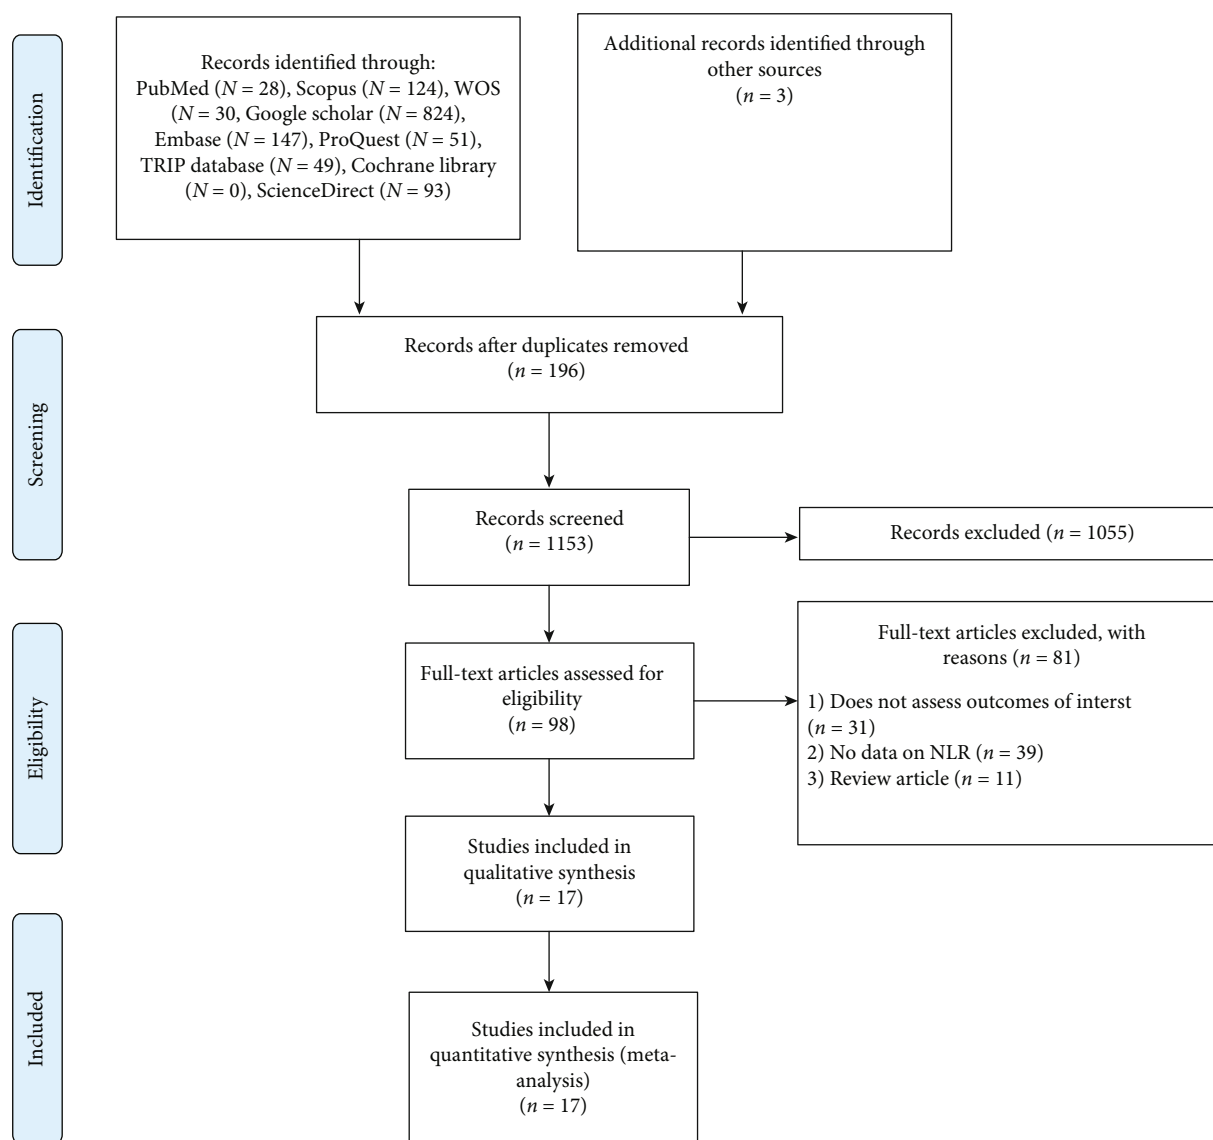 Identification
Records identified through:
PubMed (N = 28), Scopus (N = 124), WOS
(N = 30, Google scholar (N = 824),
Embase (N = 147), ProQuest (N = 51),
TRIP database (N = 49), Cochrane library
(N = 0), ScienceDirect (N = 93)
Additional records identified through
other sources
(n = 3)
Screening
Records after duplicates removed
(n = 196)
Records screened
(n = 1153)
Records excluded (n = 1055)
Eligibility
Full-text articles assessed for
eligibility
(n = 98)
Full-text articles excluded, with
reasons (n = 81)
1) Does not assess outcomes of interst
(n = 31)
2) No data on NLR (n = 39)
3) Review article (n = 11)
Studies included in
qualitative synthesis
(n = 17)
Included
Studies included in
quantitative synthesis (meta-
analysis)
(n = 17)